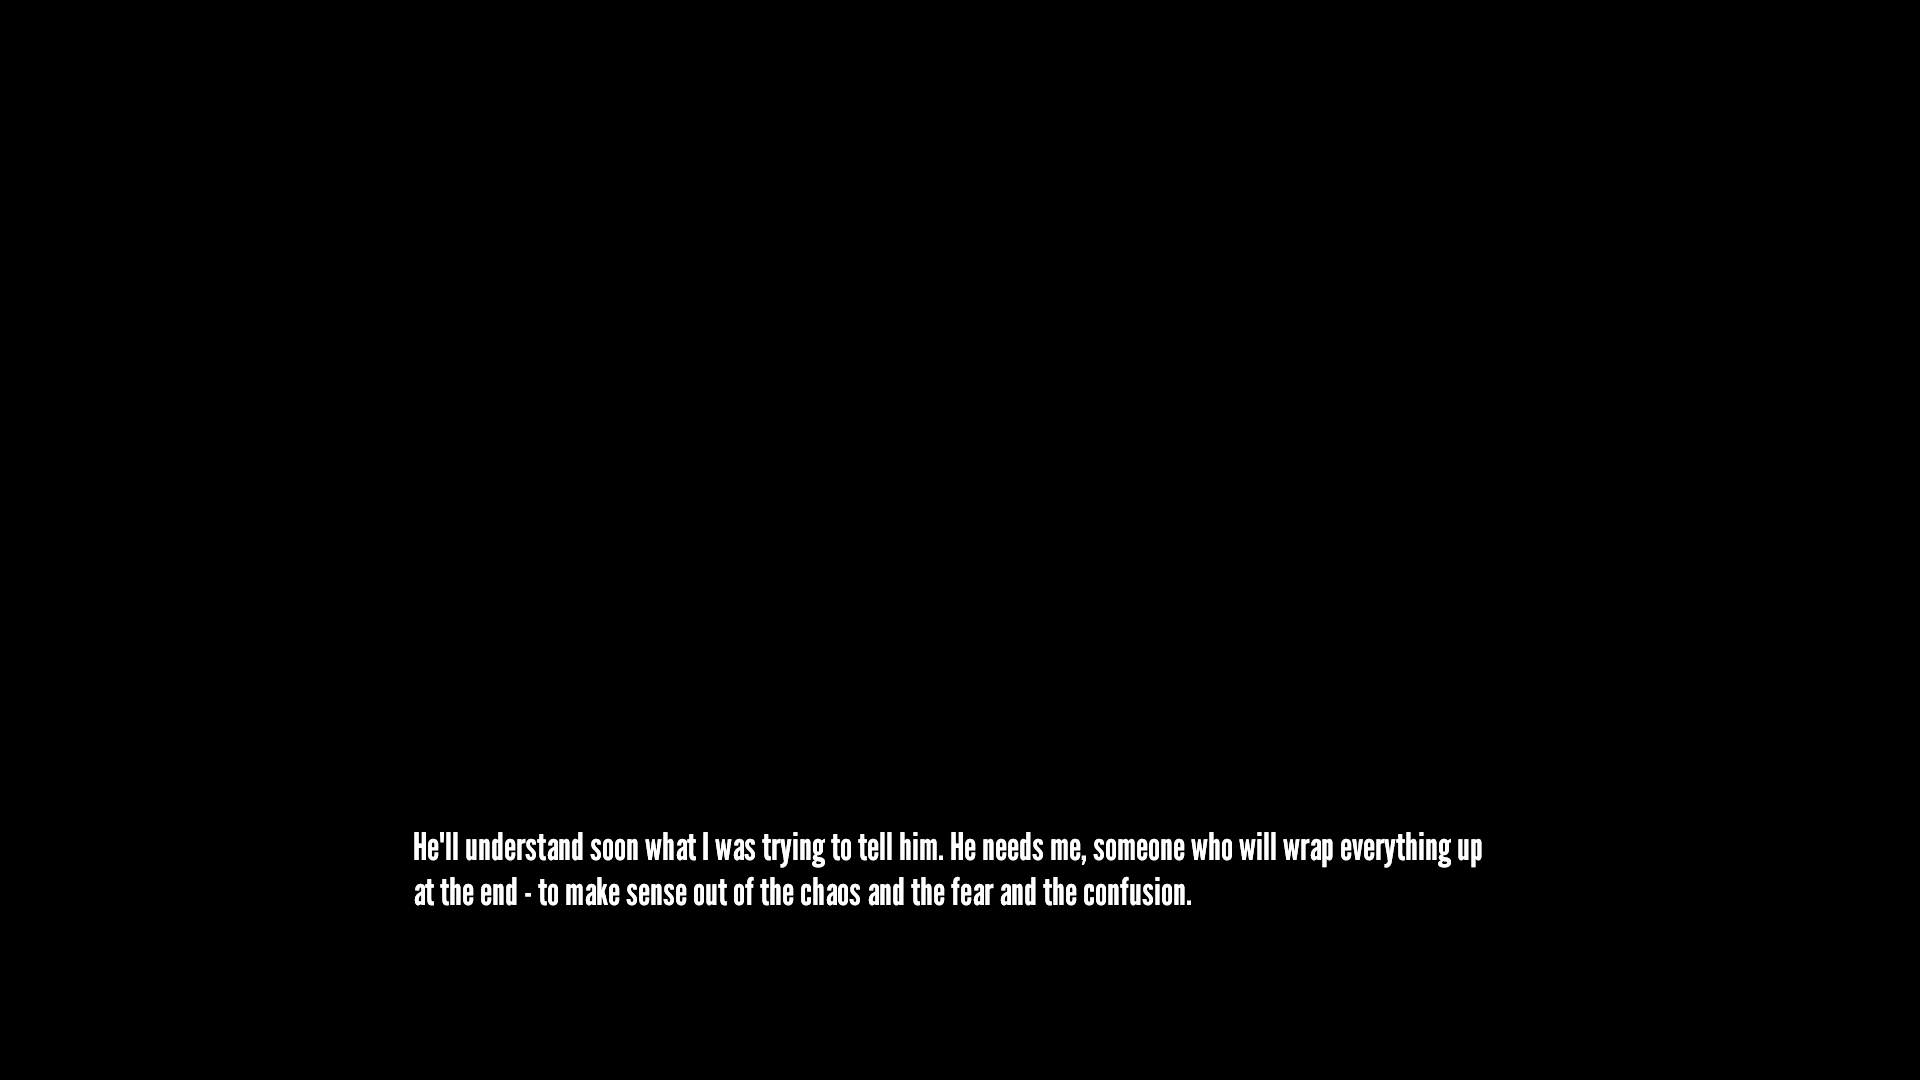 He'll understand soon what I was trying to tell him. He needs me, someone who will wrap everything up
at the end - to make sense out of the chaos and the fear and the confusion.